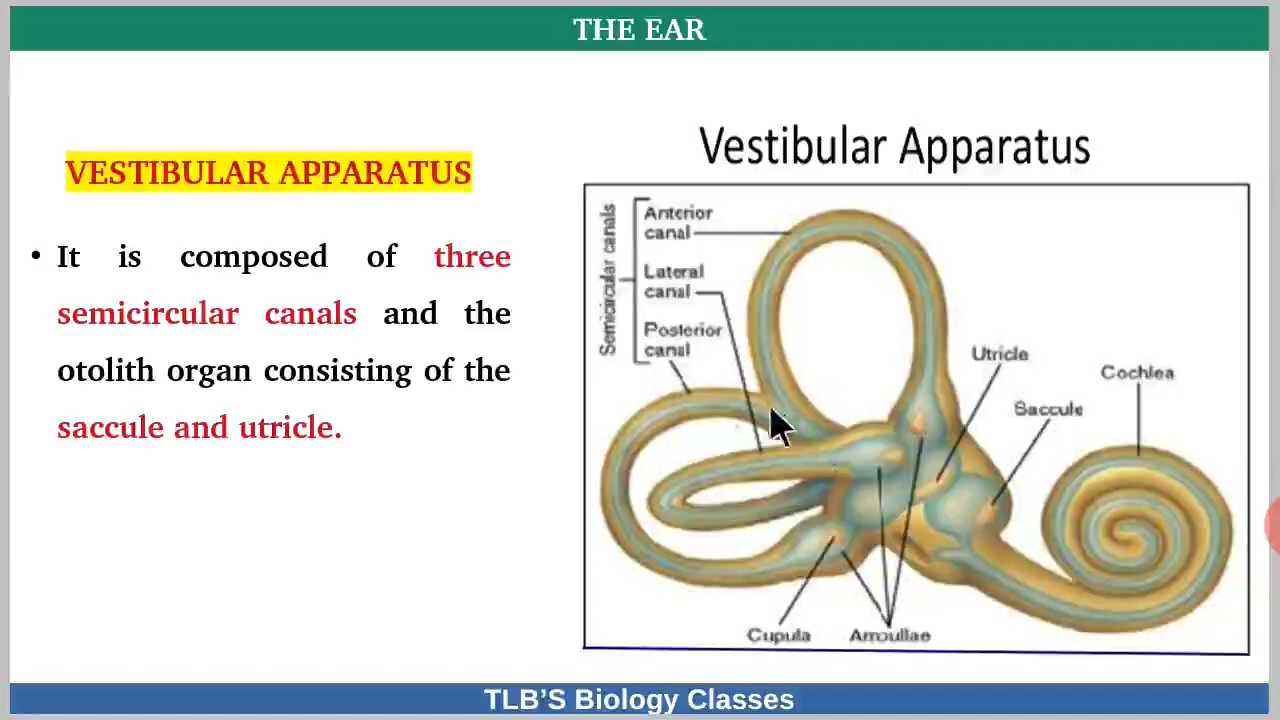 THE EAR
VESTIBULAR APPARATUS
• It is composed of three
semicircular canals and the
otolith organ consisting of the
saccule and utricle.
Vestibular Apparatus
Semicircular canals
Anterior
canal
Lateral
canal
Posterior
canal
Utricle
Saccule
Cochlea
Cupula
Ampullae
TLB'S Biology Classes